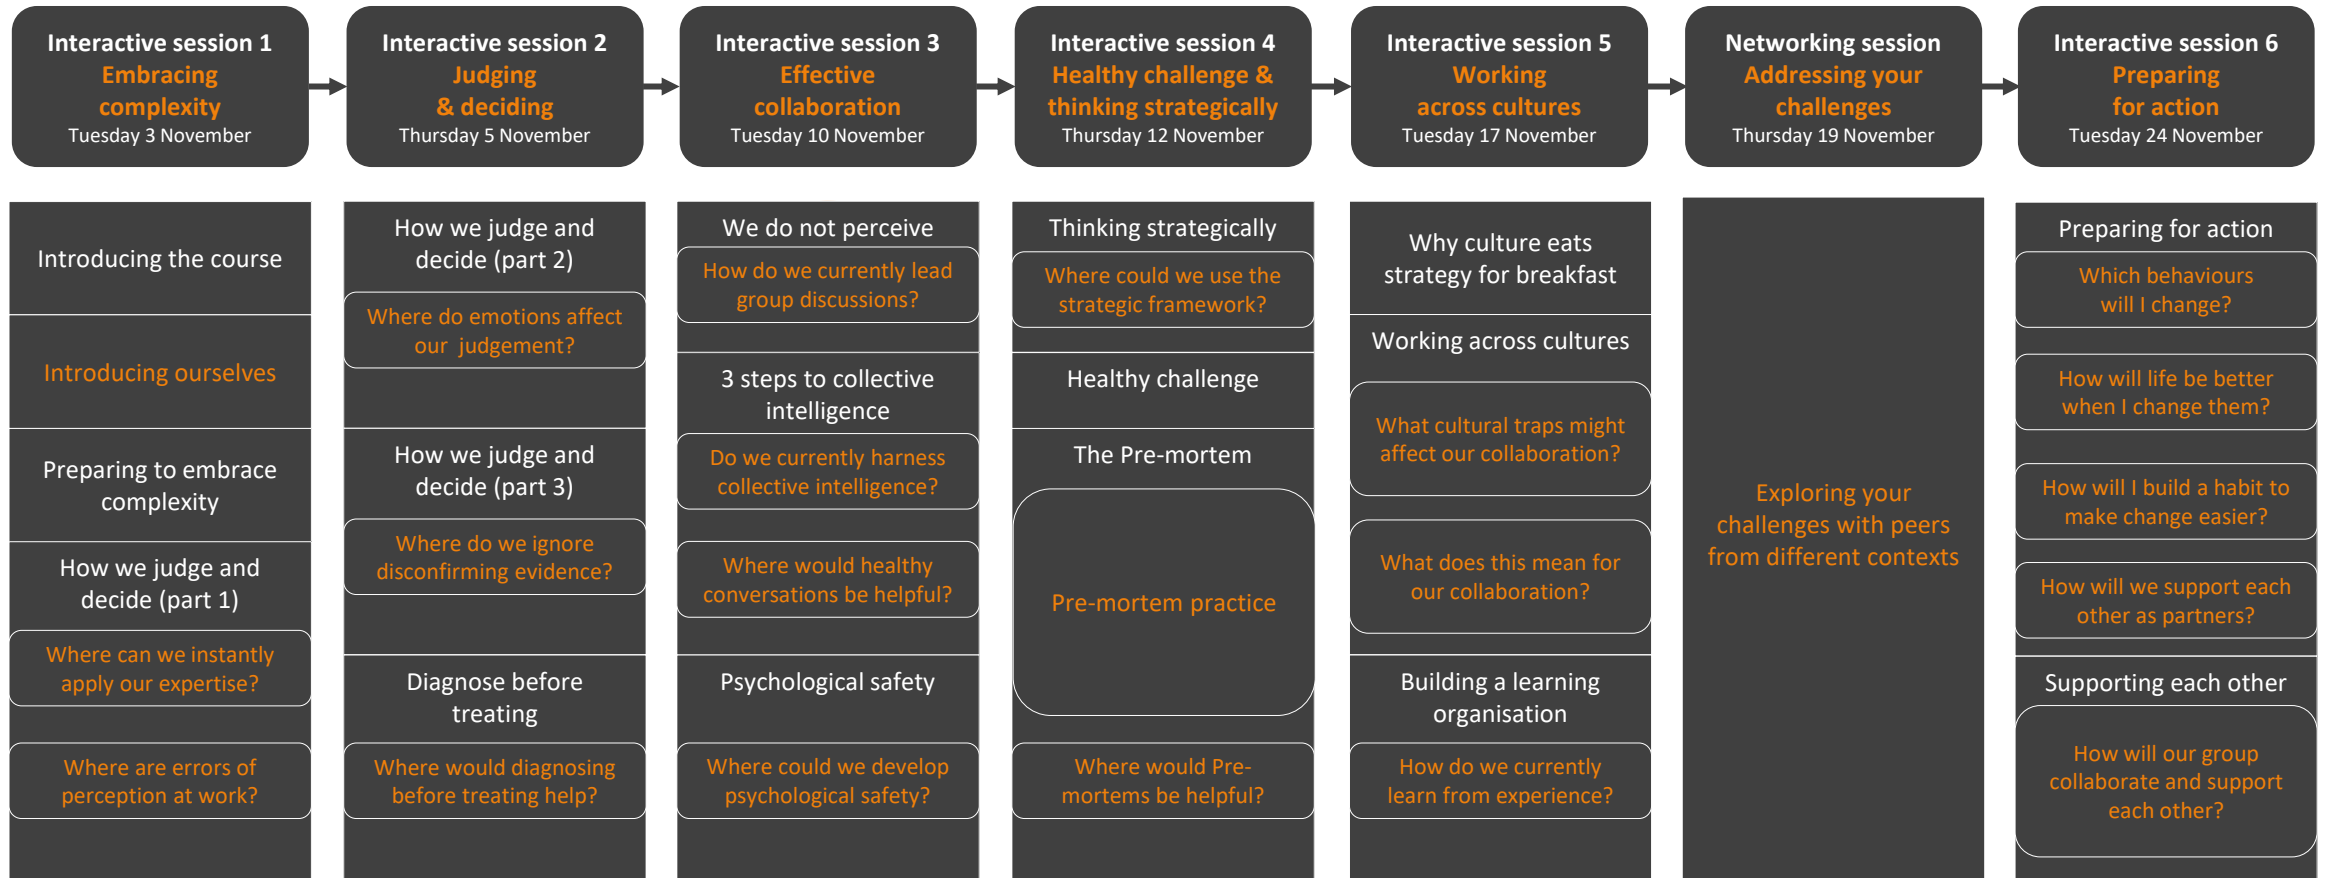 Interactive session 1
Embracing
complexity
Tuesday 3 November
Interactive session 2
Judging
& deciding
Thursday 5 November
Interactive session 3
Effective
collaboration
Tuesday 10 November
Interactive session 4
Healthy challenge &
thinking strategically
Thursday 12 November
Interactive session 5
Working
across cultures
Tuesday 17 November
Networking session
Addressing your
challenges
Thursday 19 November
Interactive session 6
Preparing
for action
Tuesday 24 November
Introducing the course
Introducing ourselves
Preparing to embrace
complexity
How we judge and
decide (part 1)
Where can we instantly
apply our expertise?
Where are errors of
perception at work?
How we judge and
decide (part 2)
Where do emotions affect
our judgement?
How we judge and
decide (part 3)
Where do we ignore
disconfirming evidence?
Diagnose before
treating
Where would diagnosing
before treating help?
We do not perceive
How do we currently lead
group discussions?
3 steps to collective
intelligence
Do we currently harness
collective intelligence?
Where would healthy
conversations be helpful?
Psychological safety
Where could we develop
psychological safety?
Thinking strategically
Where could we use the
strategic framework?
Healthy challenge
The Pre-mortem
Pre-mortem practice
Where would Pre-
mortems be helpful?
Why culture eats
strategy for breakfast
Working across cultures
What cultural traps might
affect our collaboration?
What does this mean for
our collaboration?
Building a learning
organisation
How do we currently
learn from experience?
Exploring your
challenges with peers
from different contexts
Preparing for action
Which behaviours
will I change?
How will life be better
when I change them?
How will I build a habit to
make change easier?
How will we support each
other as partners?
Supporting each other
How will our group
collaborate and support
each other?